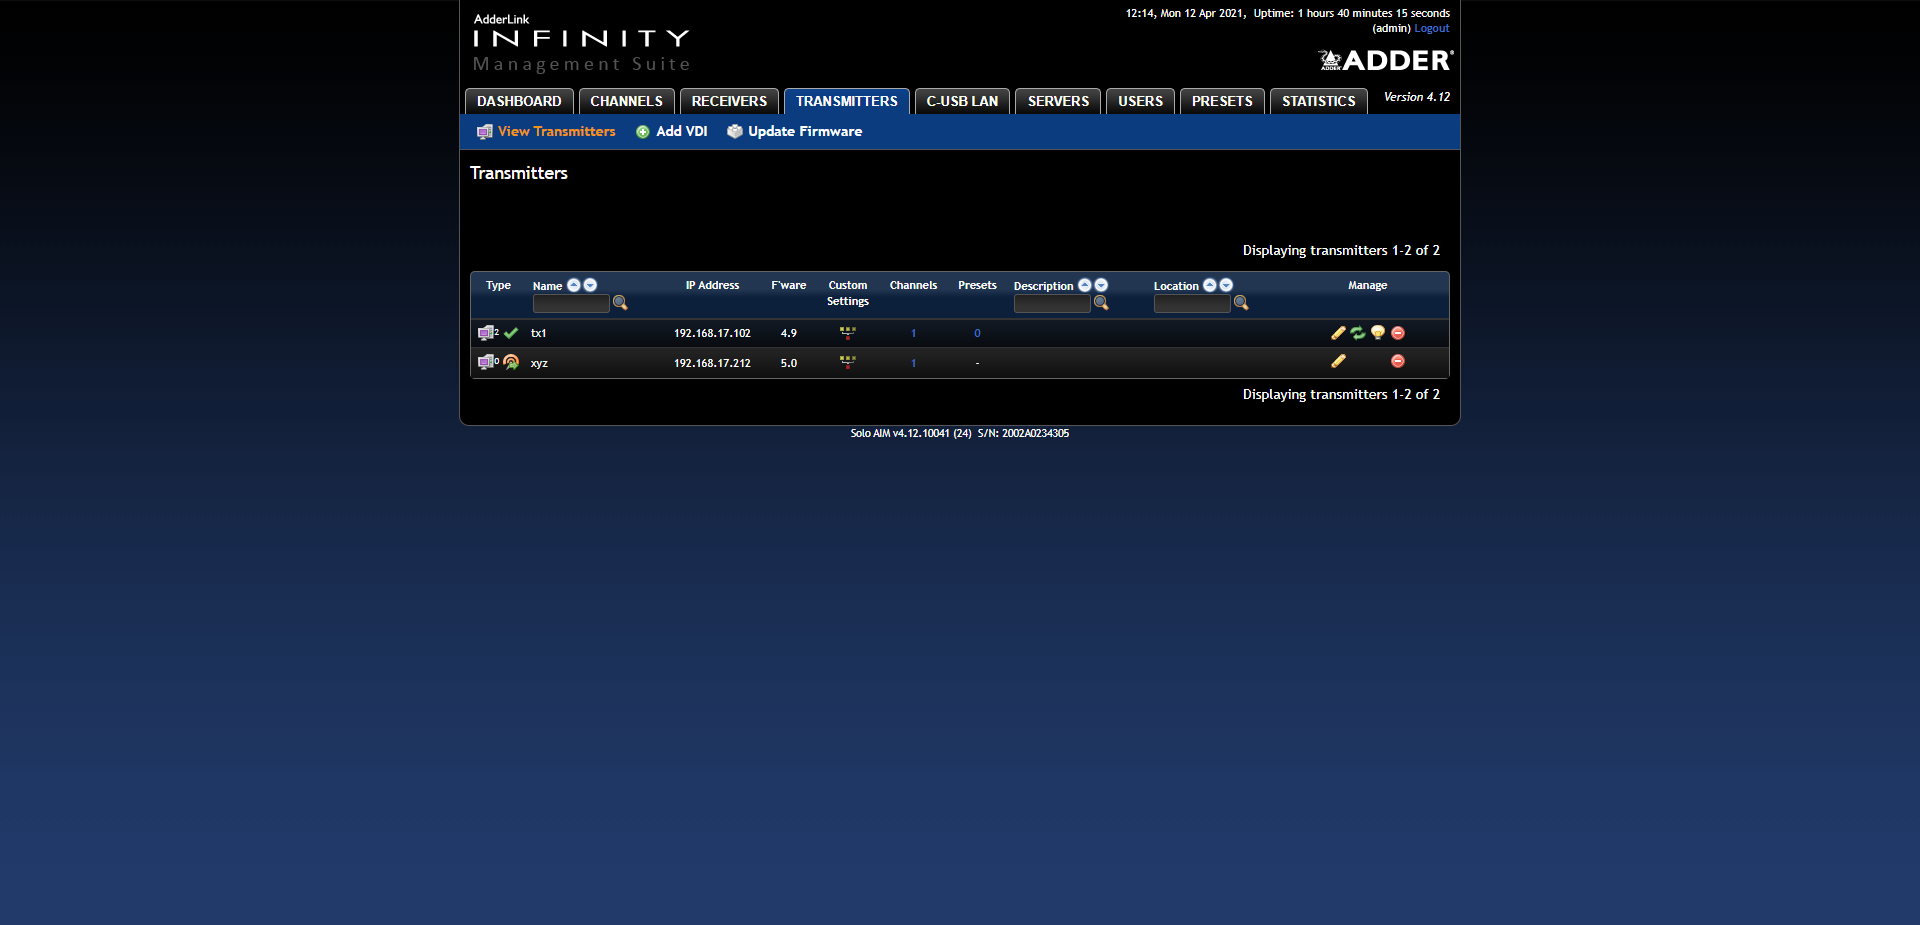 AdderLink
INFINITY
Management Suite
12:14, Mon 12 Apr 2021, Uptime: 1 hours 40 minutes 15 seconds
(admin) Logout
ADDER ADDER®
DASHBOARD CHANNELS RECEIVERS TRANSMITTERS C-USB LAN SERVERS USERS PRESETS STATISTICS Version 4.12
View Transmitters Add VDI Update Firmware
Transmitters
Displaying transmitters 1-2 of 2
Type Name IP Address F'ware Custom Settings Channels Presets Description Location Manage
2 tx1 192.168.17.102 4.9 1 0
0 xyz 192.168.17.212 5.0 1 -
Displaying transmitters 1-2 of 2
Solo AIM v4.12.10041 (24) S/N: 2002A0234305